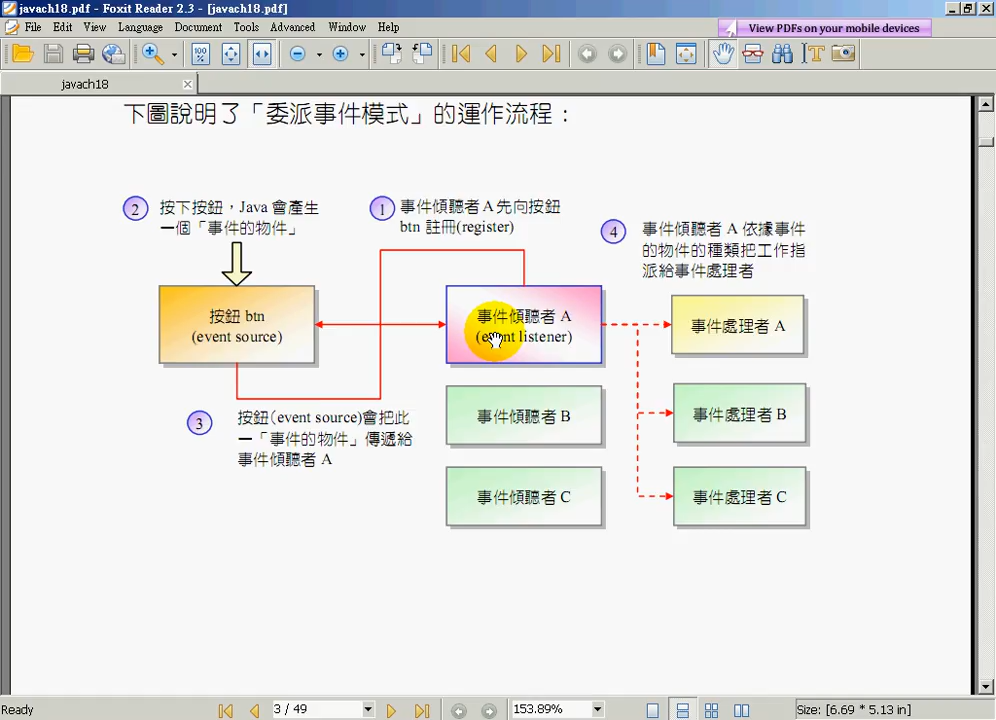 javach18.pdf - Foxit Reader 2.3 - [javach18.pdf]
File Edit View Language Document Tools Advanced Window Help
View PDFs on your mobile devices
100%
javach18
下圖說明了「委派事件模式」的運作流程：
2
按下按鈕，Java 會產生
一個「事件的物件」
1
事件傾聽者 A 先向按鈕
btn 註冊(register)
4
事件傾聽者 A 依據事件
的物件的種類把工作指
派給事件處理者
按鈕 btn
(event source)
事件傾聽者 A
(event listener)
事件處理者 A
3
按鈕(event source)會把此
一「事件的物件」傳遞給
事件傾聽者 A
事件傾聽者 B
事件處理者 B
事件傾聽者 C
事件處理者 C
Ready
3 / 49
153.89%
Size: [6.69 * 5.13 in]